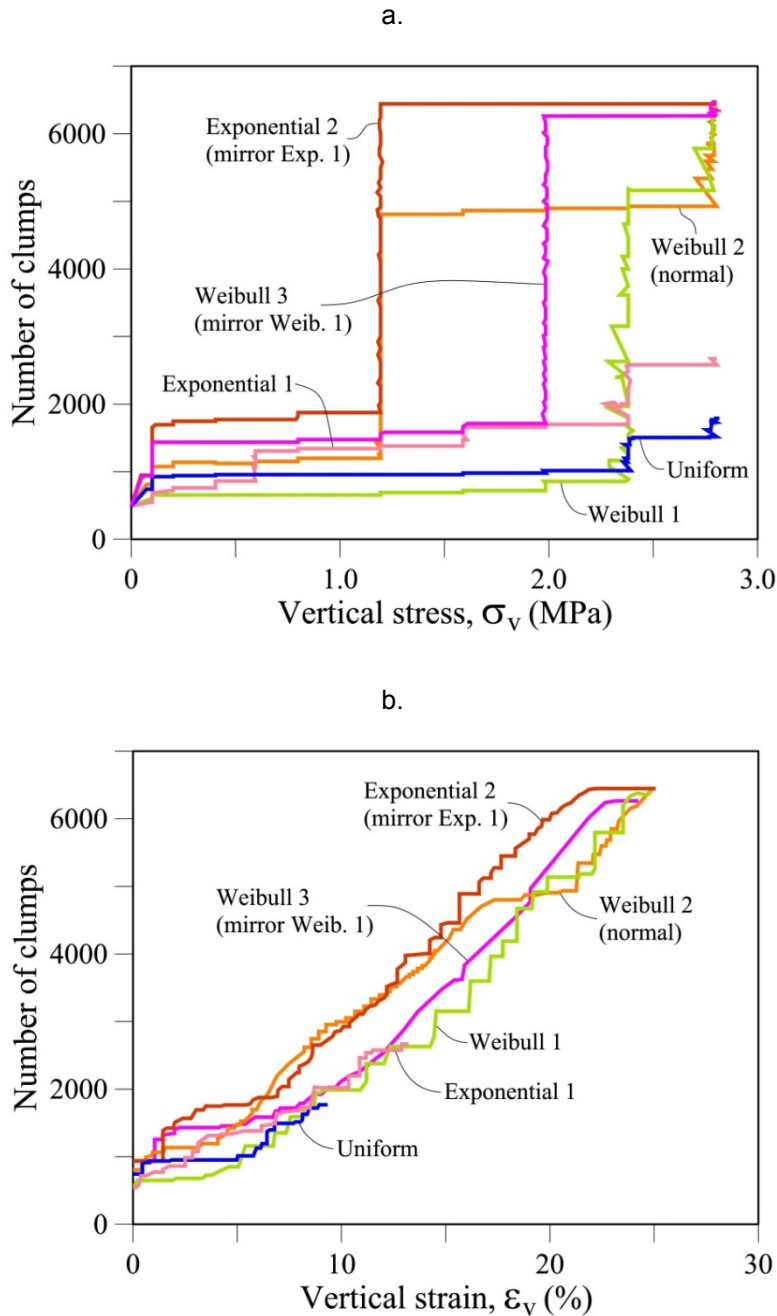 a.
Number of clumps
6000
4000
2000
0
Exponential 2
(mirror Exp. 1)
Weibull 3
(mirror Weib. 1)
Exponential 1
Weibull 2
(normal)
Uniform
Weibull 1
0
1.0
2.0
3.0
Vertical stress, σv (MPa)
b.
Number of clumps
6000
4000
2000
0
Exponential 2
(mirror Exp. 1)
Weibull 3
(mirror Weib. 1)
Weibull 2
(normal)
Weibull 1
Exponential 1
Uniform
0
10
20
30
Vertical strain, εv (%)